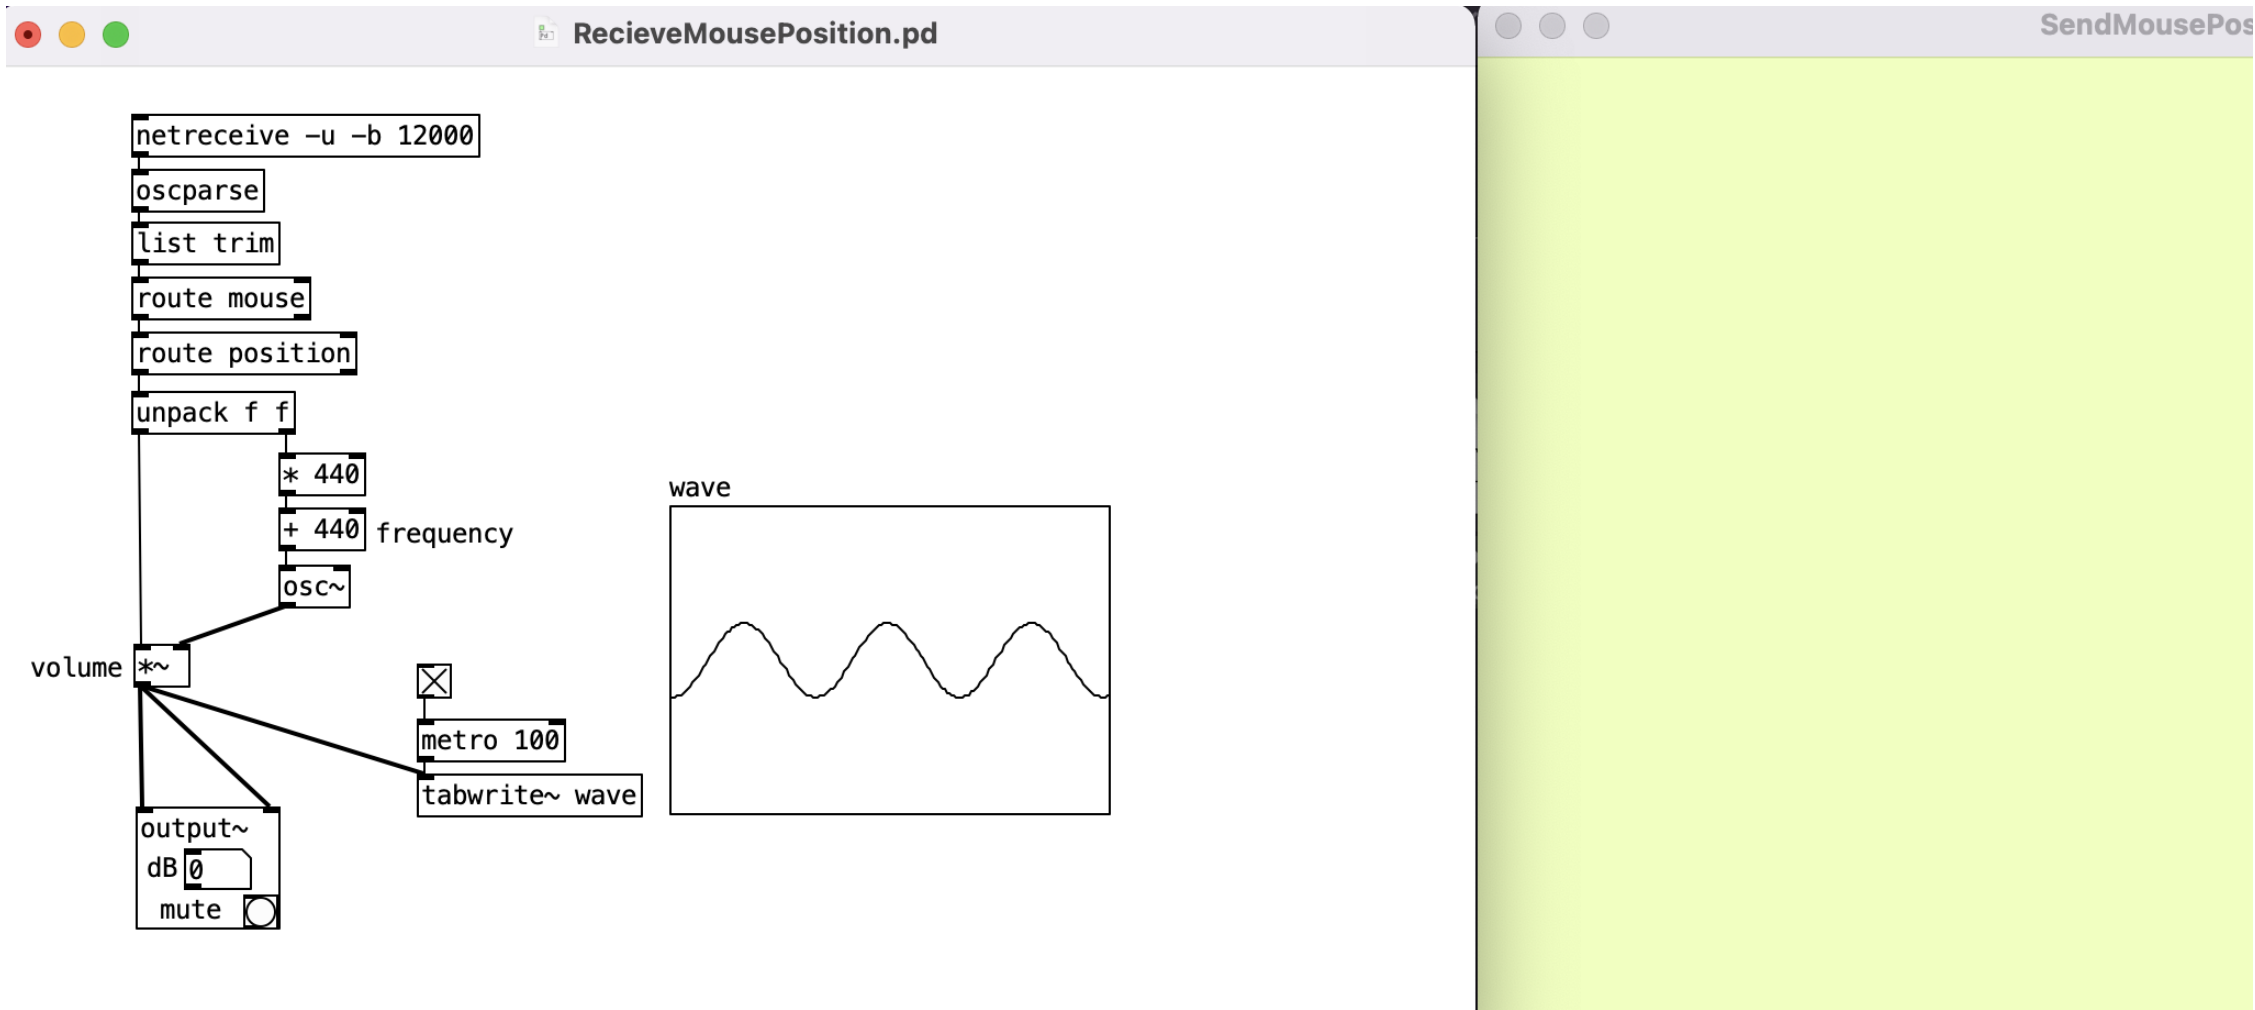 RecieveMousePosition.pd
SendMousePos
netreceive -u -b 12000
oscparse
list trim
route mouse
route position
unpack f f
* 440
+ 440 frequency
osc~
wave
volume *~
metro 100
tabwrite~ wave
output~
dB 0
mute